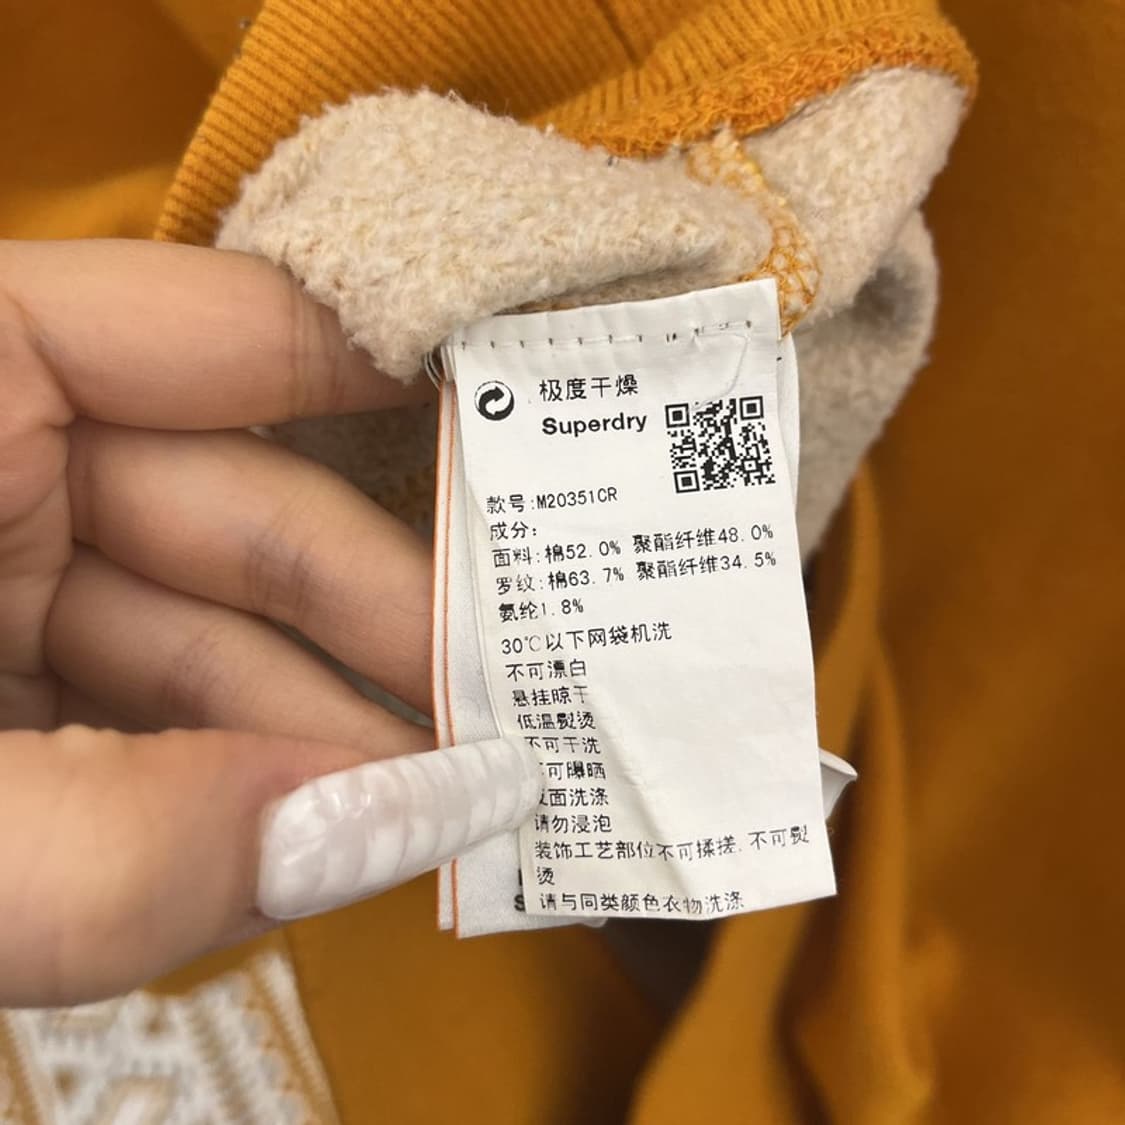 极度干燥
Superdry
款号:M20351CR
成分:
面料:棉52.0% 聚酯纤维48.0%
罗纹:棉63.7% 聚酯纤维34.5%
氨纶1.8%
30℃以下网袋机洗
不可漂白
悬挂晾干
低温熨烫
不可干洗
可曝晒
面洗涤
请勿浸泡
装饰工艺部位不可揉搓,不可熨
烫
请与同类颜色衣物洗涤